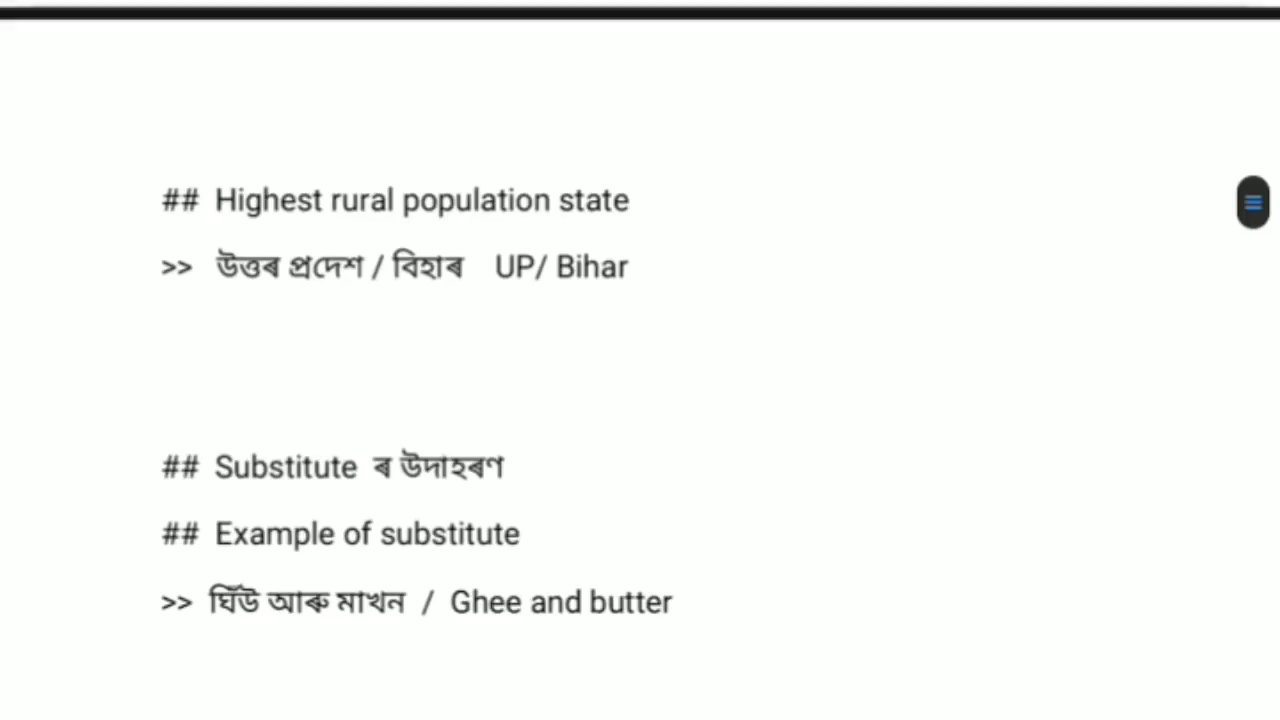 ## Highest rural population state
>> উত্তৰ প্ৰদেশ / বিহাৰ UP/ Bihar
## Substitute ৰ উদাহৰণ
## Example of substitute
>> ঘিঁউ আৰু মাখন / Ghee and butter